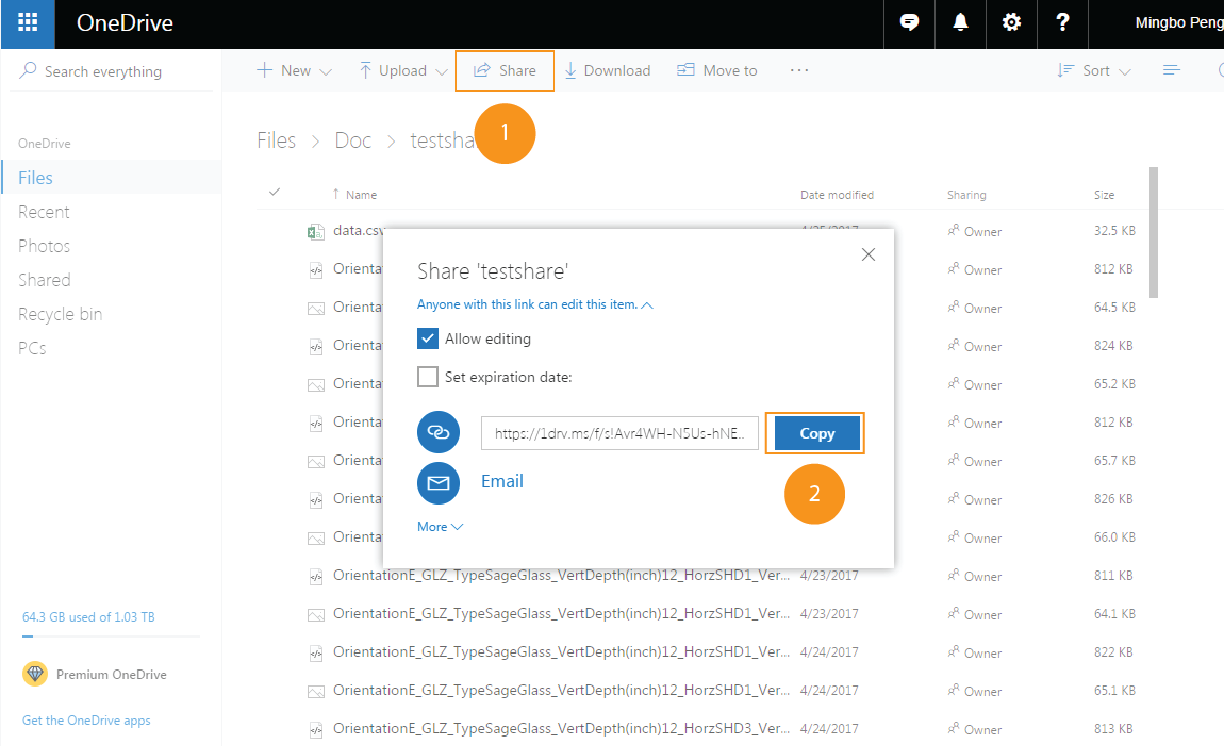 OneDrive
Mingbo Peng
Search everything
New
Upload
Share
Download
Move to
...
Sort
1
Files > Doc > testsha
OneDrive
Files
Recent
Photos
Shared
Recycle bin
PCs
Name Date modified Sharing Size
data.csv 4/25/2017 Owner 32.5 KB
Orienta Owner 812 KB
Orienta Owner 64.5 KB
Orienta Owner 824 KB
Orienta Owner 65.2 KB
Orienta Owner 812 KB
Orienta Owner 65.7 KB
Orienta Owner 826 KB
Orienta Owner 66.0 KB
OrientationE_GLZ_TypeSageGlass_VertDepth(inch)12_HorzSHD1_Ver... 4/23/2017 Owner 811 KB
OrientationE_GLZ_TypeSageGlass_VertDepth(inch)12_HorzSHD1_Ver... 4/23/2017 Owner 64.1 KB
OrientationE_GLZ_TypeSageGlass_VertDepth(inch)12_HorzSHD1_Ver... 4/24/2017 Owner 822 KB
OrientationE_GLZ_TypeSageGlass_VertDepth(inch)12_HorzSHD1_Ver... 4/24/2017 Owner 65.1 KB
OrientationE_GLZ_TypeSageGlass_VertDepth(inch)12_HorzSHD3_Ver... 4/24/2017 Owner 813 KB
Share 'testshare'
Anyone with this link can edit this item.
Allow editing
Set expiration date:
https://1drv.ms/f/s!Avr4WH-N5Us-hNE..
Copy
2
Email
More
64.3 GB used of 1.03 TB
Premium OneDrive
Get the OneDrive apps